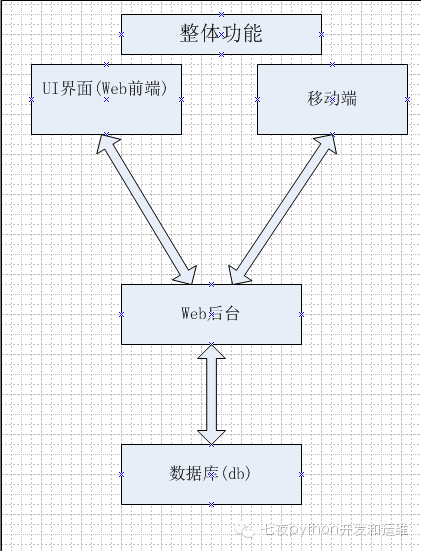 整体功能
UI界面(Web前端)
移动端
Web后台
数据库(db)
七夜python开发和运维